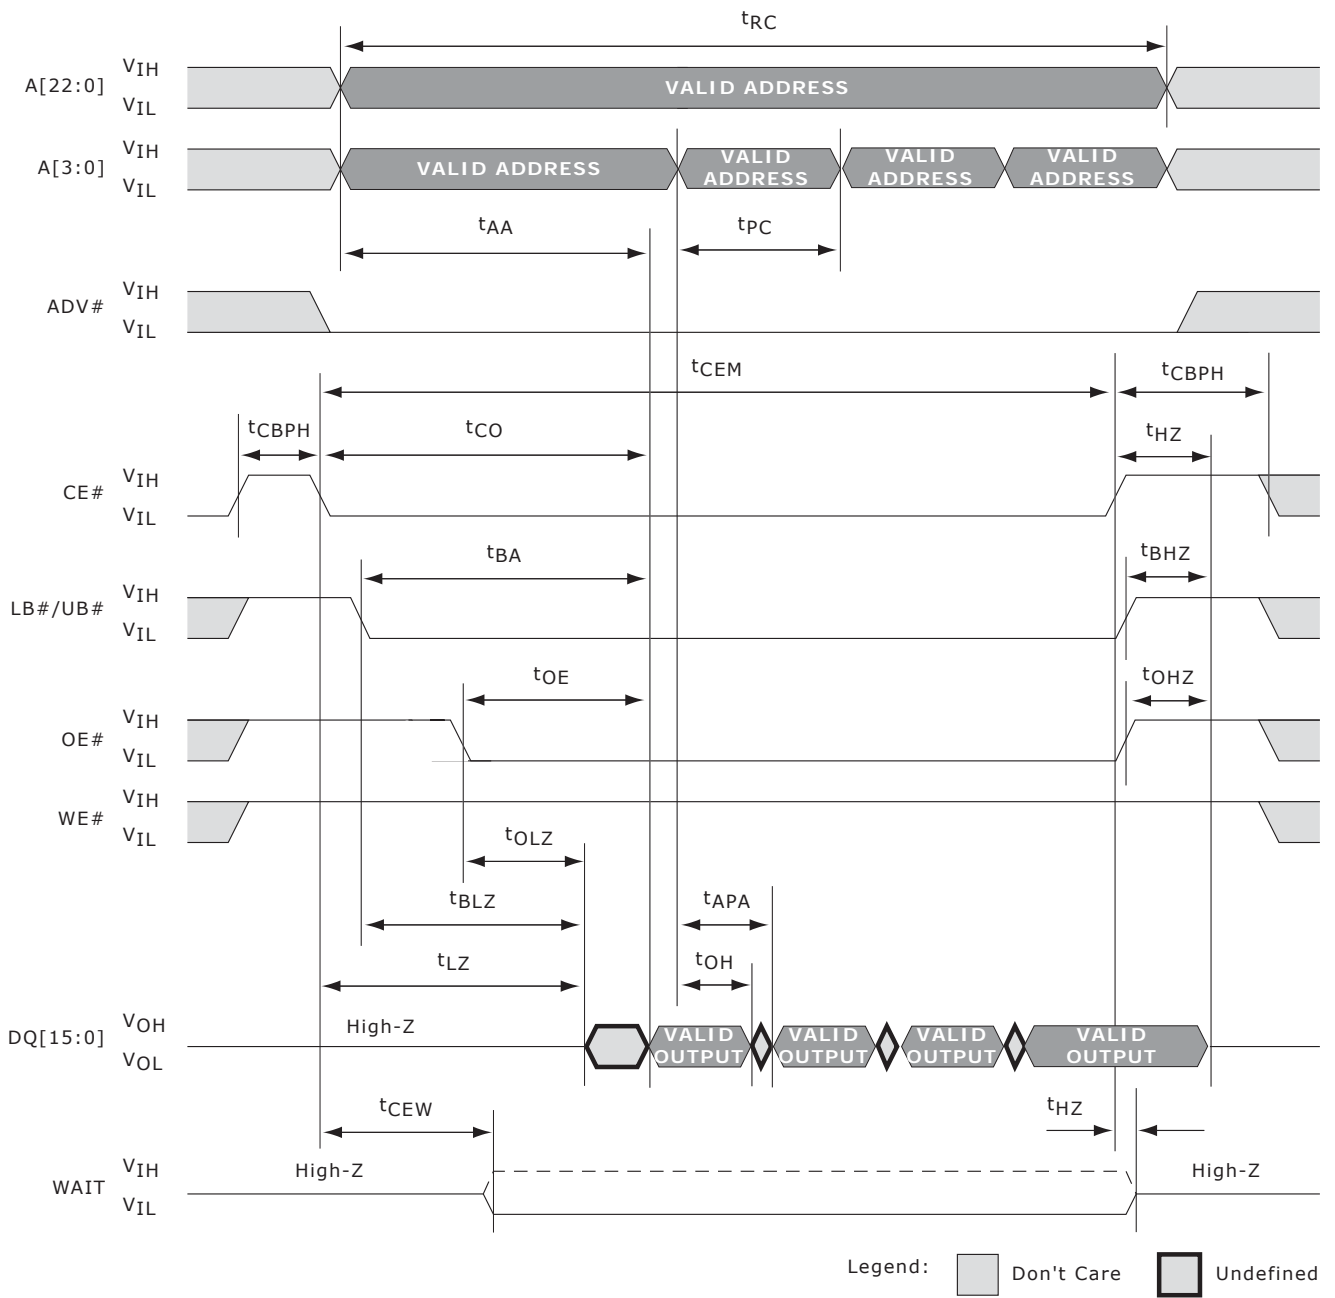 tRC
A[22:0] VIH VIL VALID ADDRESS
A[3:0] VIH VIL VALID ADDRESS VALID ADDRESS VALID ADDRESS VALID ADDRESS
tAA tPC
ADV# VIH VIL
tCEM tCBPH
tCBPH tCO tHZ
CE# VIH VIL
tBA tBHZ
LB#/UB# VIH VIL
tOE tOHZ
OE# VIH VIL
WE# VIH VIL
tOLZ
tBLZ tAPA
tLZ tOH
DQ[15:0] VOH VOL High-Z VALID OUTPUT VALID OUTPUT VALID OUTPUT VALID OUTPUT
tCEW tHZ
WAIT VIH VIL High-Z High-Z
Legend: Don't Care Undefined